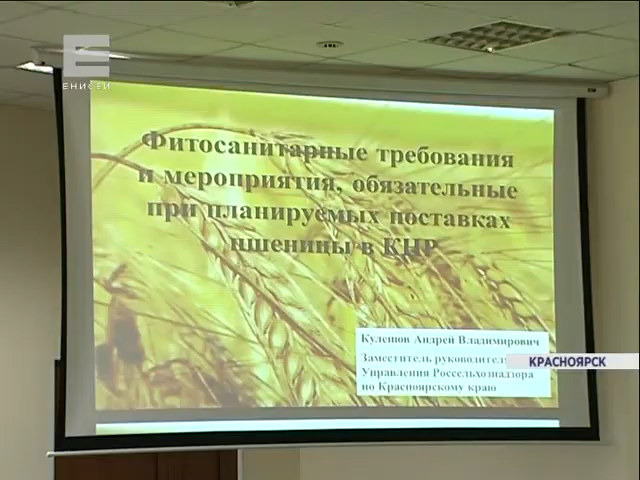 ЕНИСЕЙ
Фитосанитарные требования
и мероприятия, обязательные
при планируемых поставках
пшеницы в КНР
Кулешов Андрей Владимирович
Заместитель руководителя
Управления Россельхознадзора
по Красноярскому краю
КРАСНОЯРСК